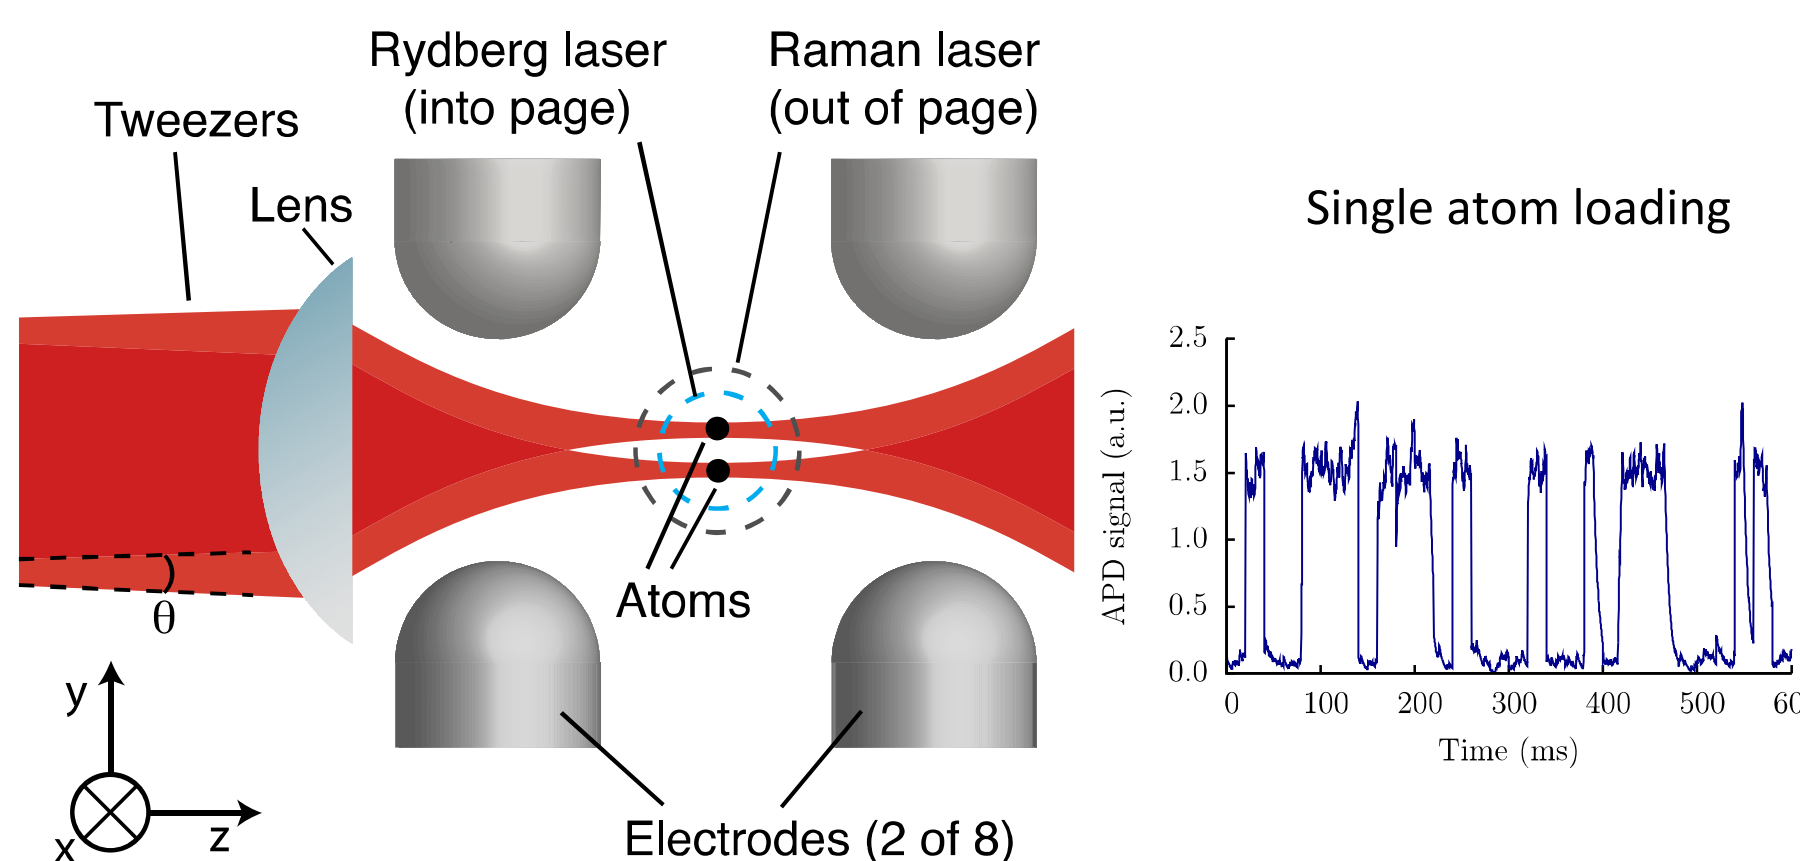 Rydberg laser
(into page)
Raman laser
(out of page)
Tweezers
Lens
Single atom loading
θ
Atoms
y
z
x
Electrodes (2 of 8)
APD signal (a.u.)
2.5
2.0
1.5
1.0
0.5
0.0
0 100 200 300 400 500 60
Time (ms)